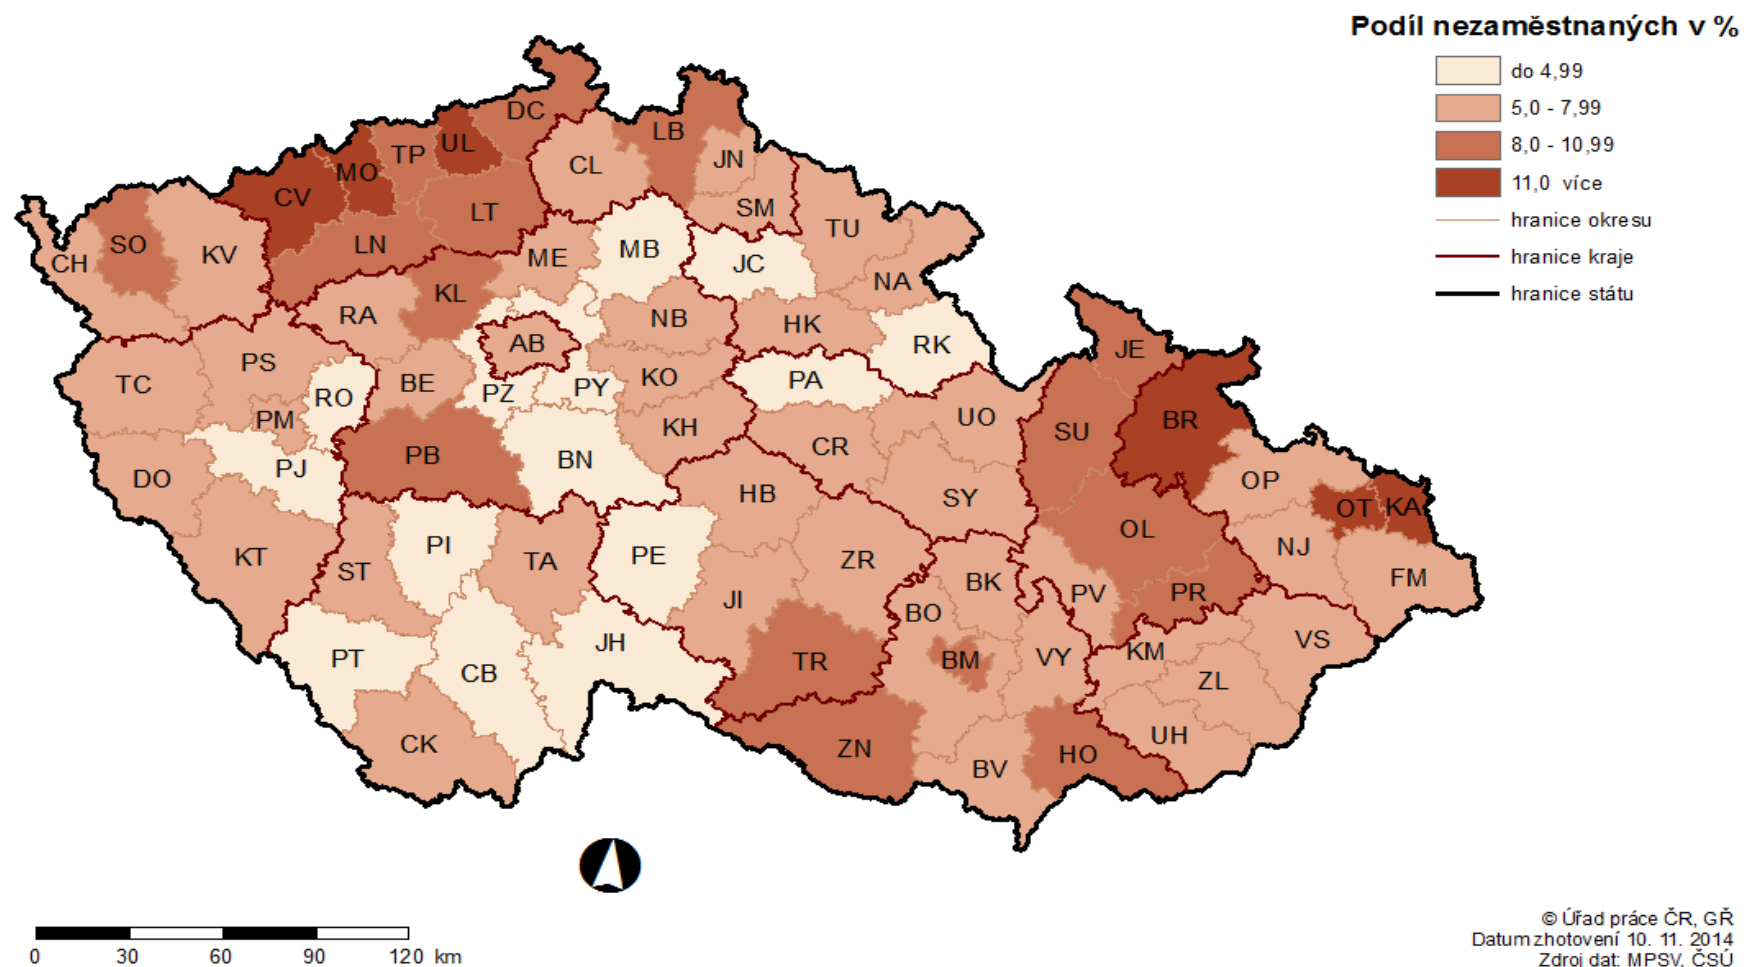 Podíl nezaměstnaných v %
do 4,99
5,0 - 7,99
8,0 - 10,99
11,0 více
hranice okresu
hranice kraje
hranice státu
DC
UL
LB
TP
MO
CL
JN
CV
LT
SM
SO
LN
TU
KV
CH
ME
MB
JC
NA
KL
RA
NB
HK
AB
RK
JE
PS
TC
BE
PZ
PY
KO
PA
RO
PM
KH
UO
BR
SU
CR
PB
BN
PJ
DO
OP
HB
SY
OT
KA
OL
PI
NJ
KT
TA
PE
ZR
ST
FM
BK
JI
PV
PR
BO
JH
VS
PT
TR
BM
VY
KM
CB
ZL
CK
ZN
UH
HO
BV
0 30 60 90 120 km
© Úřad práce ČR, GŘ
Datum zhotovení 10. 11. 2014
Zdroj dat: MPSV, ČSÚ